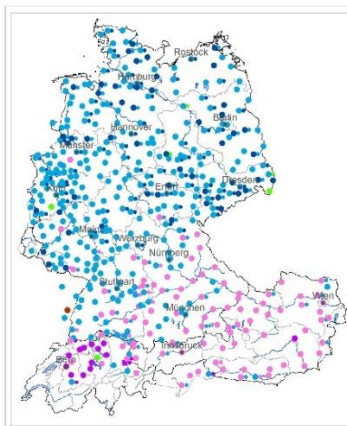 Rostock
Hamburg
Berlin
Hannover
Münster
Dresden
Erfurt
Köln
Mainz
Würzburg
Nürnberg
Stuttgart
Wien
München
Innsbruck
Bern